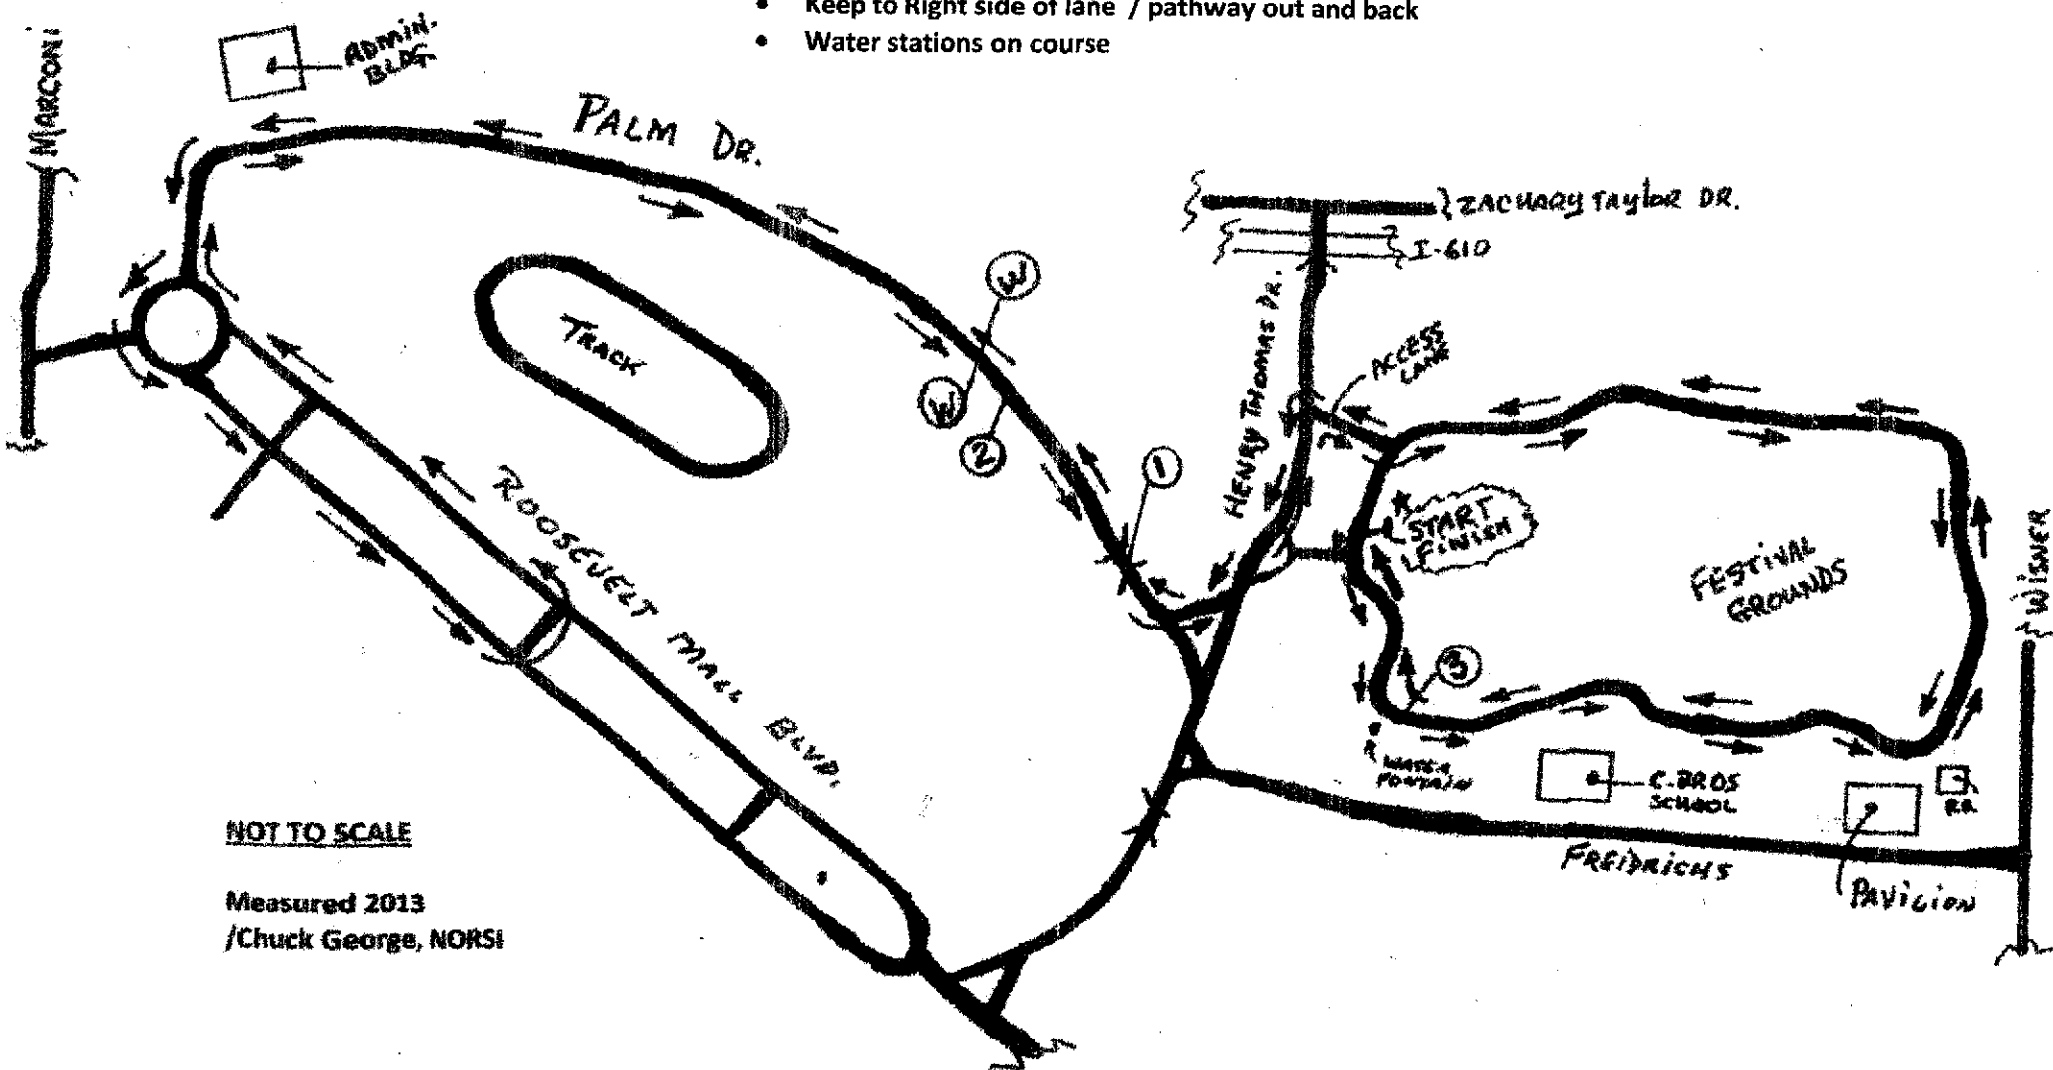 • Keep to Right side of lane / pathway out and back
• Water stations on course
MARCONI
ADMIN.
BLDG.
PALM DR.
ZACHARY TAYLOR DR.
I-610
HENRY THOMAS DR.
ACCESS
LANE
TRACK
W
W
2
1
START
FINISH
FESTIVAL
GROUNDS
WISNER
ROOSEVELT MALL BLVD.
3
WATER
FOUNTAIN
C. BROS
SCHOOL
R.R.
FREIDRICHS
PAVILION
NOT TO SCALE
Measured 2013
/Chuck George, NORSI